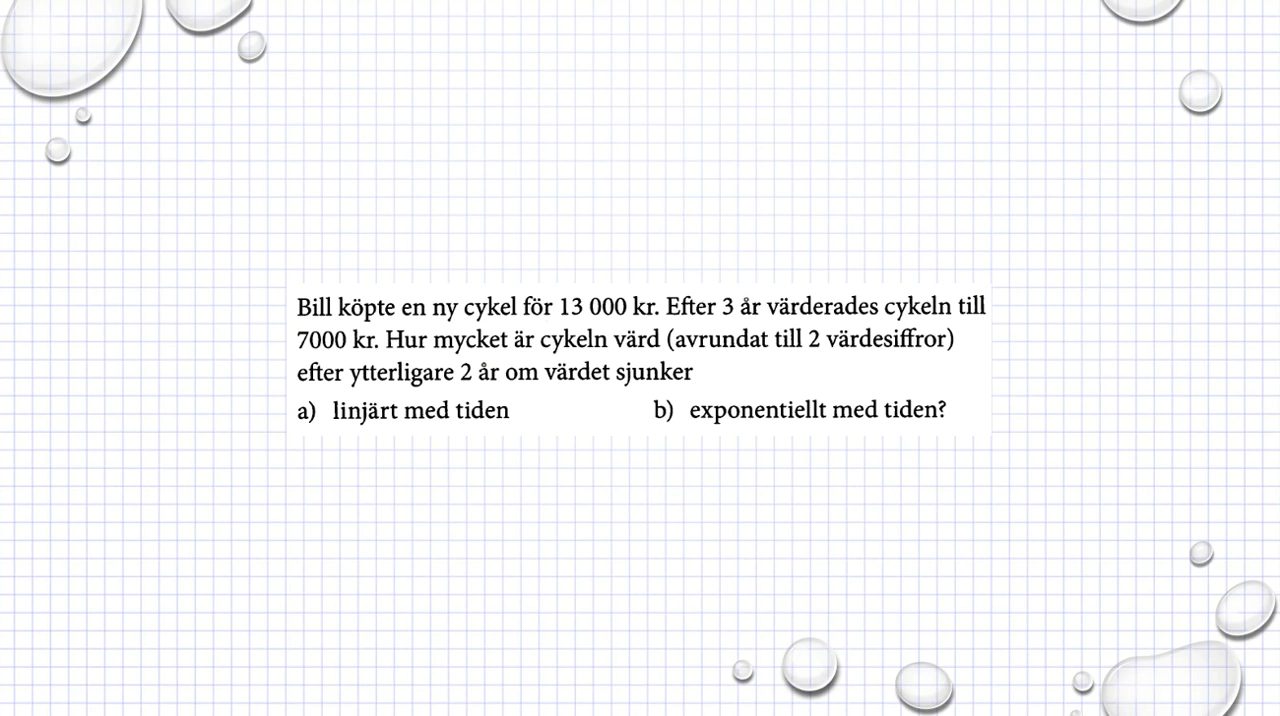 Bill köpte en ny cykel för 13 000 kr. Efter 3 år värderades cykeln till
7000 kr. Hur mycket är cykeln värd (avrundat till 2 värdesiffror)
efter ytterligare 2 år om värdet sjunker
a) linjärt med tiden b) exponentiellt med tiden?